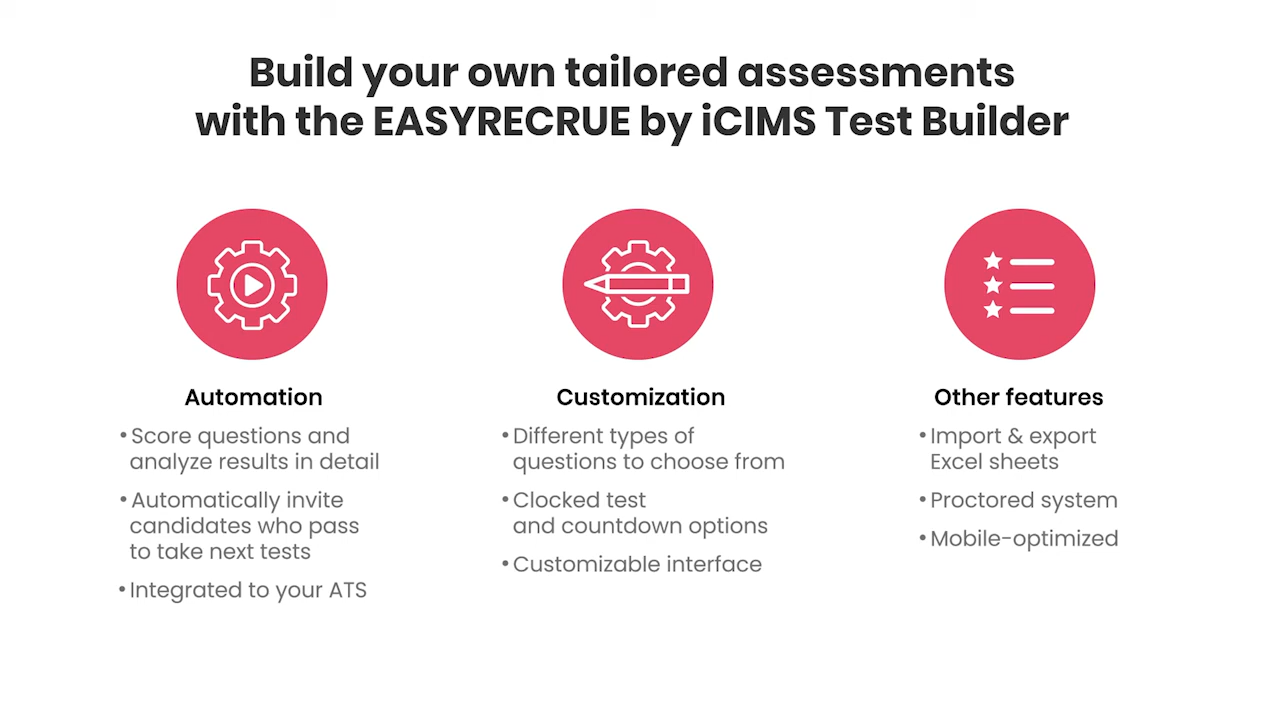 Build your own tailored assessments
with the EASYRECRUE by iCIMS Test Builder
Automation
•Score questions and
analyze results in detail
•Automatically invite
candidates who pass
to take next tests
•Integrated to your ATS
Customization
•Different types of
questions to choose from
•Clocked test
and countdown options
•Customizable interface
Other features
•Import & export
Excel sheets
•Proctored system
•Mobile-optimized